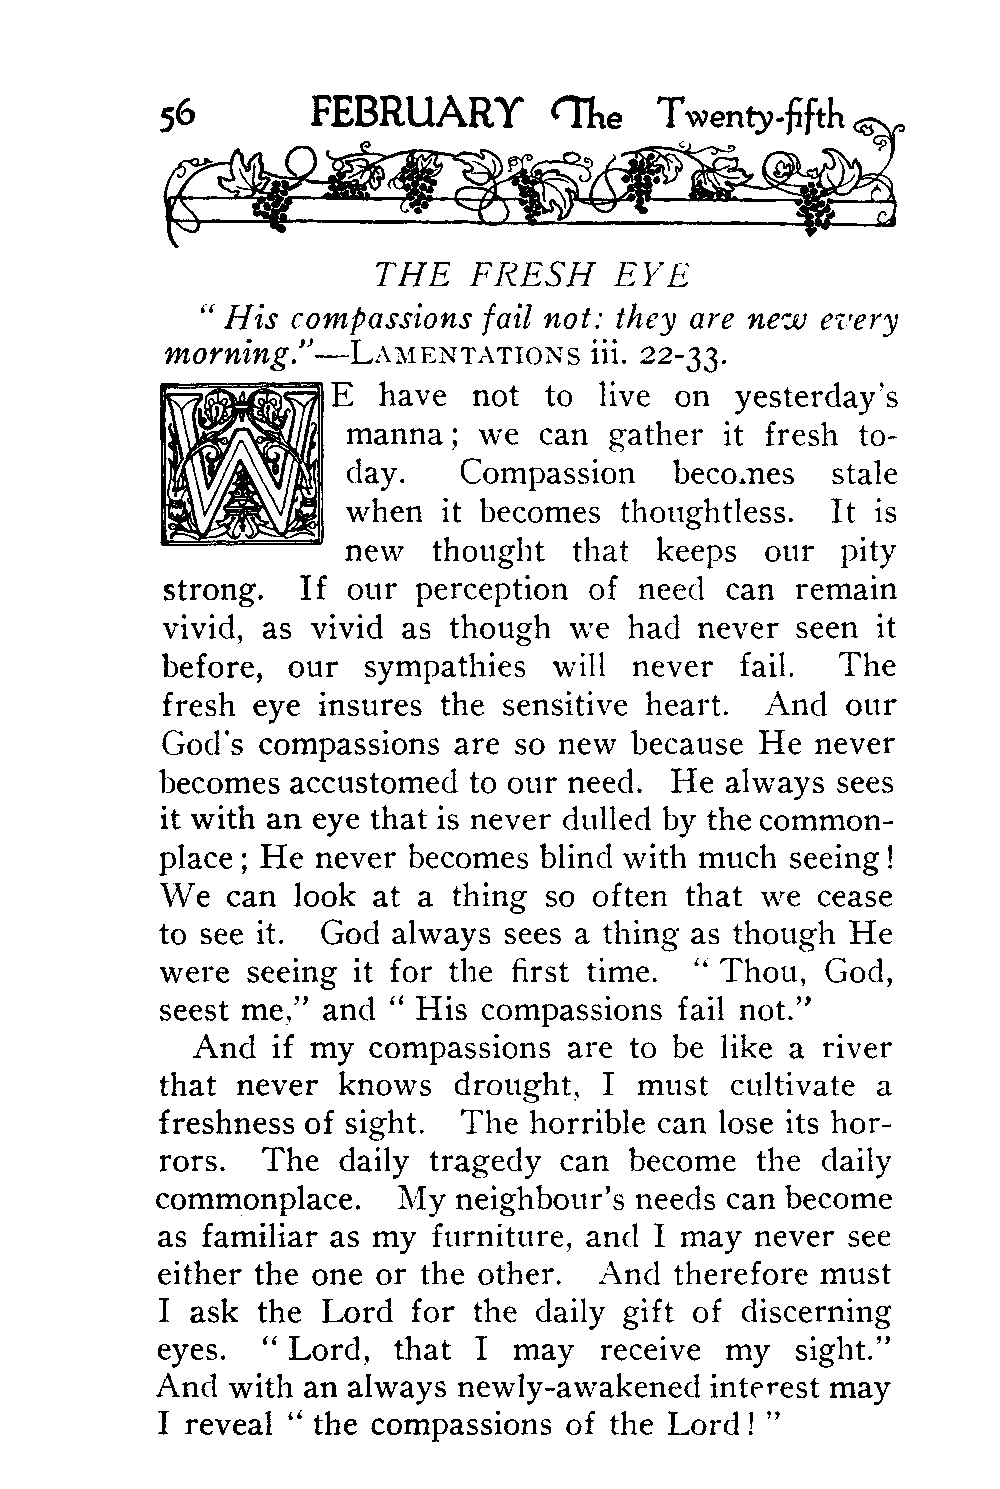 56 FEBRUARY The Twenty-fifth
THE FRESH EYE
“ His compassions fail not: they are new every
morning.”—LAMENTATIONS iii. 22-33.
WE have not to live on yesterday's
manna; we can gather it fresh to-
day. Compassion becomes stale
when it becomes thoughtless. It is
new thought that keeps our pity
strong. If our perception of need can remain
vivid, as vivid as though we had never seen it
before, our sympathies will never fail. The
fresh eye insures the sensitive heart. And our
God's compassions are so new because He never
becomes accustomed to our need. He always sees
it with an eye that is never dulled by the common-
place; He never becomes blind with much seeing!
We can look at a thing so often that we cease
to see it. God always sees a thing as though He
were seeing it for the first time. “ Thou, God,
seest me,” and “ His compassions fail not.”
And if my compassions are to be like a river
that never knows drought, I must cultivate a
freshness of sight. The horrible can lose its hor-
rors. The daily tragedy can become the daily
commonplace. My neighbour's needs can become
as familiar as my furniture, and I may never see
either the one or the other. And therefore must
I ask the Lord for the daily gift of discerning
eyes. “ Lord, that I may receive my sight.”
And with an always newly-awakened interest may
I reveal “ the compassions of the Lord! ”